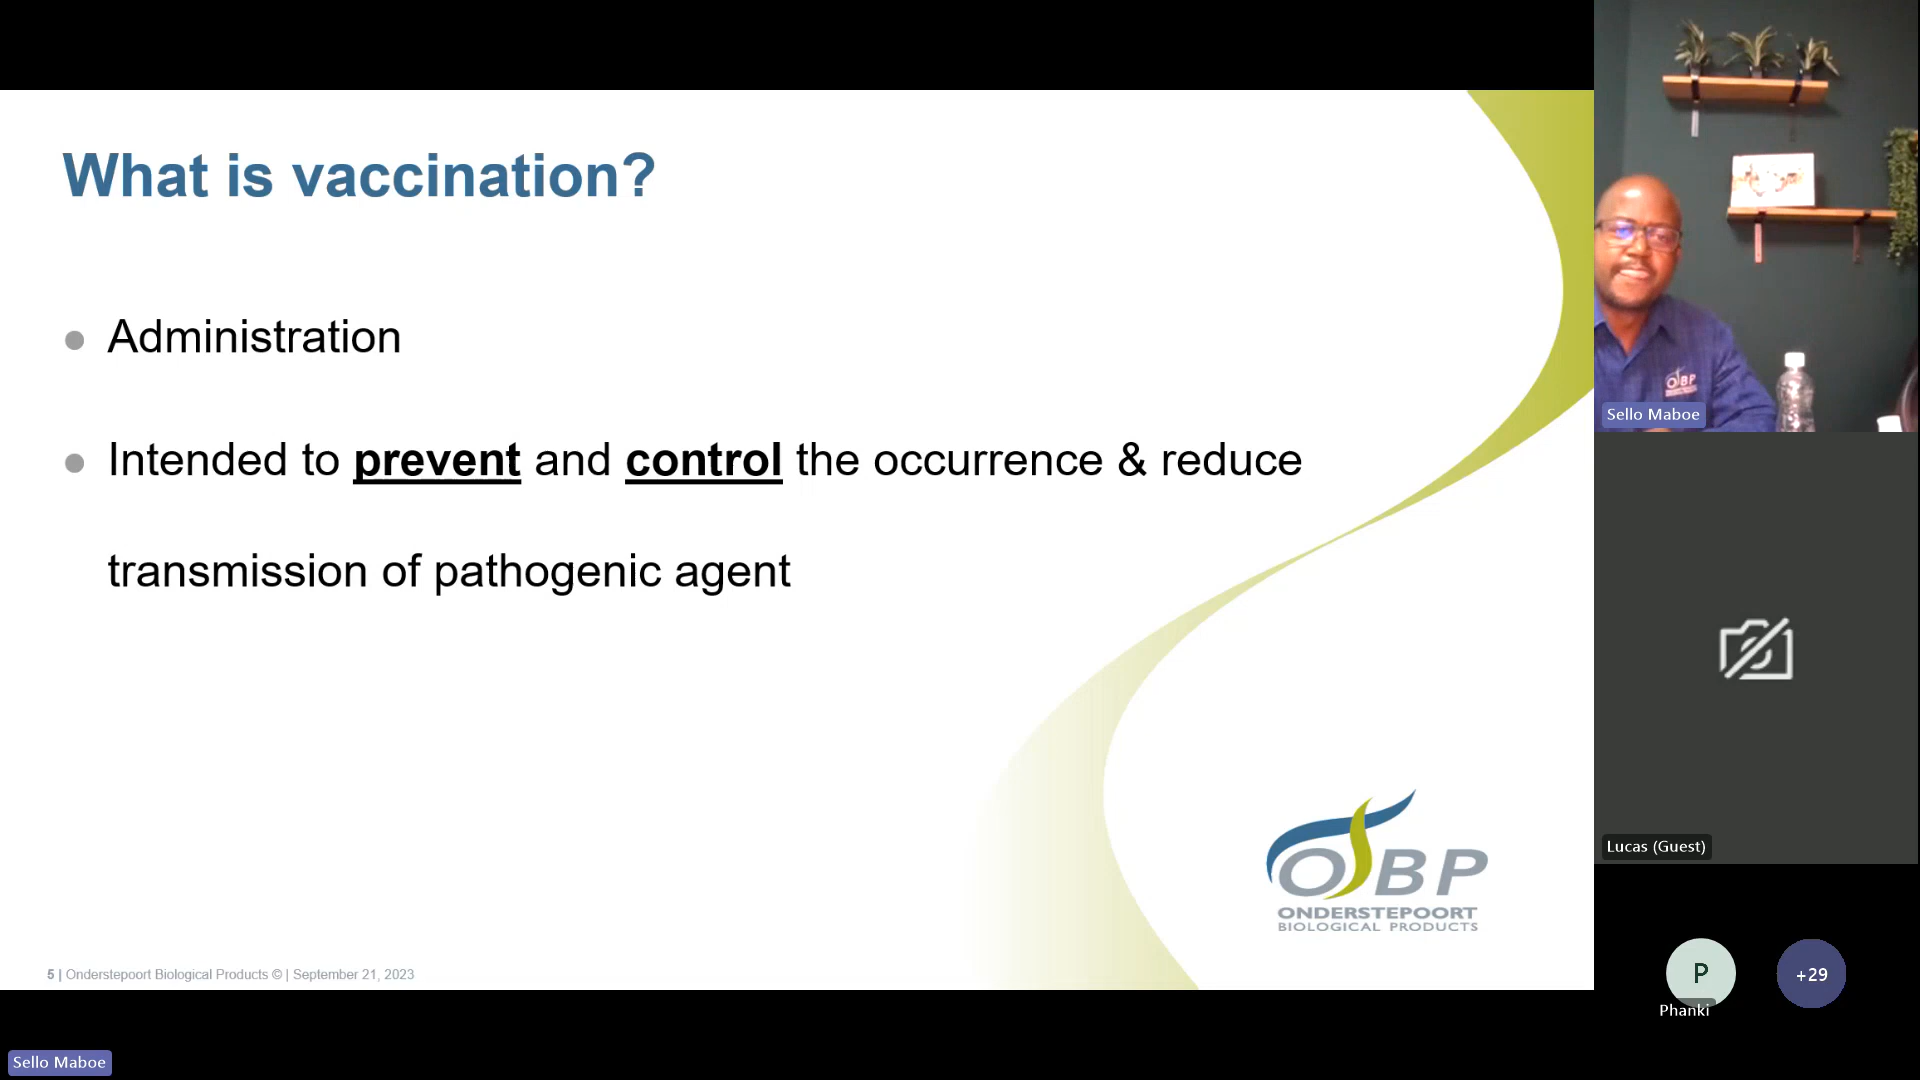 What is vaccination?
Administration
Intended to prevent and control the occurrence & reduce
transmission of pathogenic agent
OBP
ONDERSTEPOORT
BIOLOGICAL PRODUCTS
5 | Onderstepoort Biological Products © | September 21, 2023
Sello Maboe
OBP
Sello Maboe
Lucas (Guest)
P
Phanki
+29